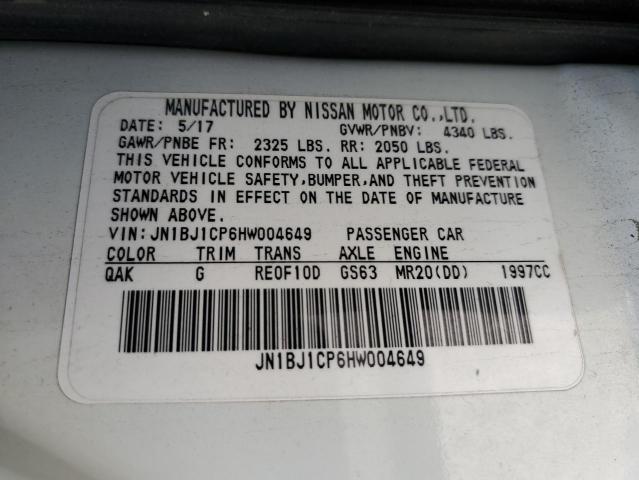 MANUFACTURED BY NISSAN MOTOR CO.,LTD.
DATE: 5/17 GVWR/PNBV: 4340 LBS.
GAWR/PNBE FR: 2325 LBS. RR: 2050 LBS.
THIS VEHICLE CONFORMS TO ALL APPLICABLE FEDERAL
MOTOR VEHICLE SAFETY,BUMPER,AND THEFT PREVENTION
STANDARDS IN EFFECT ON THE DATE OF MANUFACTURE
SHOWN ABOVE.
VIN:JN1BJ1CP6HW004649 PASSENGER CAR
COLOR TRIM TRANS AXLE ENGINE
QAK G RE0F10D GS63 MR20(DD) 1997CC
JN1BJ1CP6HW004649